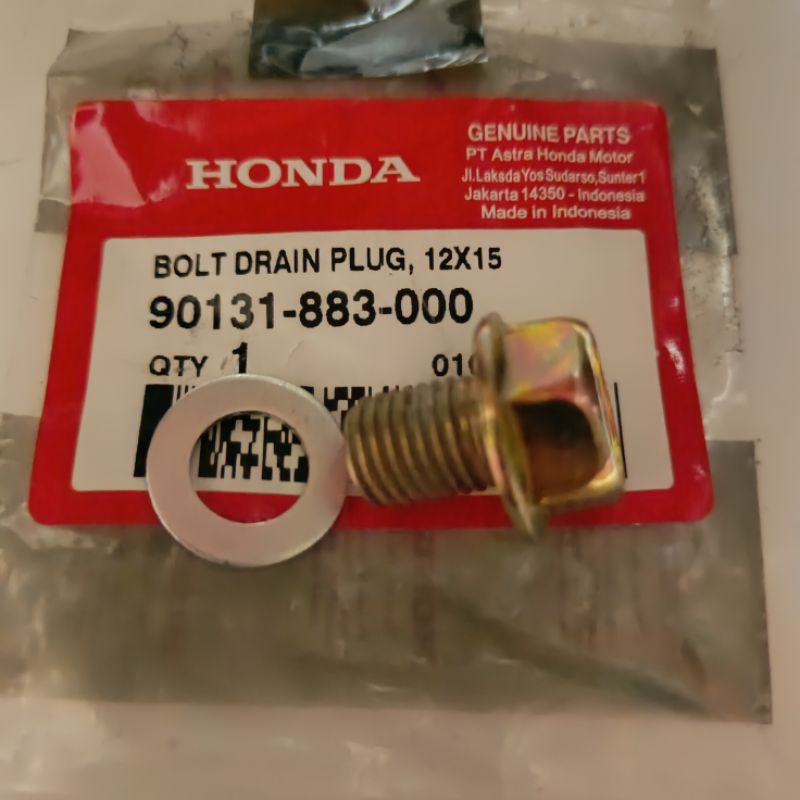 HONDA
GENUINE PARTS
PT Astra Honda Motor
Jl.Laksda Yos Sudarso,Sunter1
Jakarta 14350 - Indonesia
Made in Indonesia
BOLT DRAIN PLUG, 12X15
90131-883-000
QTY 1